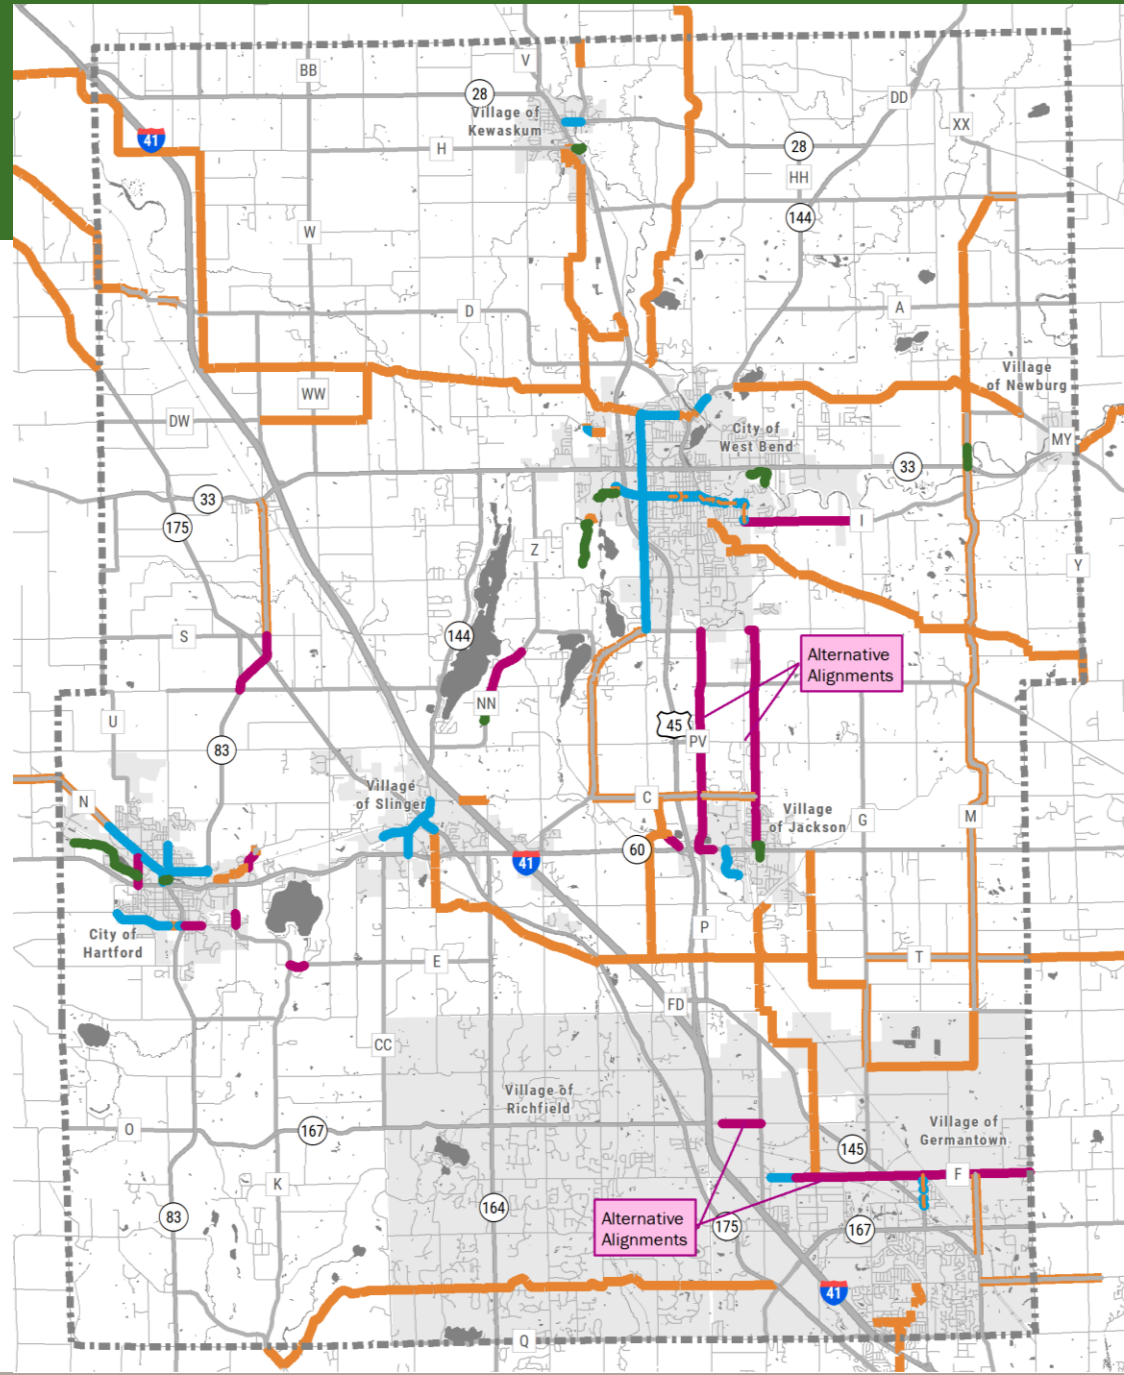 V
BB
28
DD
Village of
Kewaskum
XX
41
H
28
HH
144
W
D
A
Village
of Newburg
WW
DW
City of
West Bend
MY
33
33
175
I
Z
Y
S
144
Alternative
Alignments
NN
U
45
PV
83
Village
of Slinger
N
C
Village
of Jackson
G
M
60
41
City of
Hartford
P
E
T
FD
CC
Village of
Richfield
O
167
Village of
Germantown
145
F
K
164
83
Alternative
Alignments
175
167
41
Q